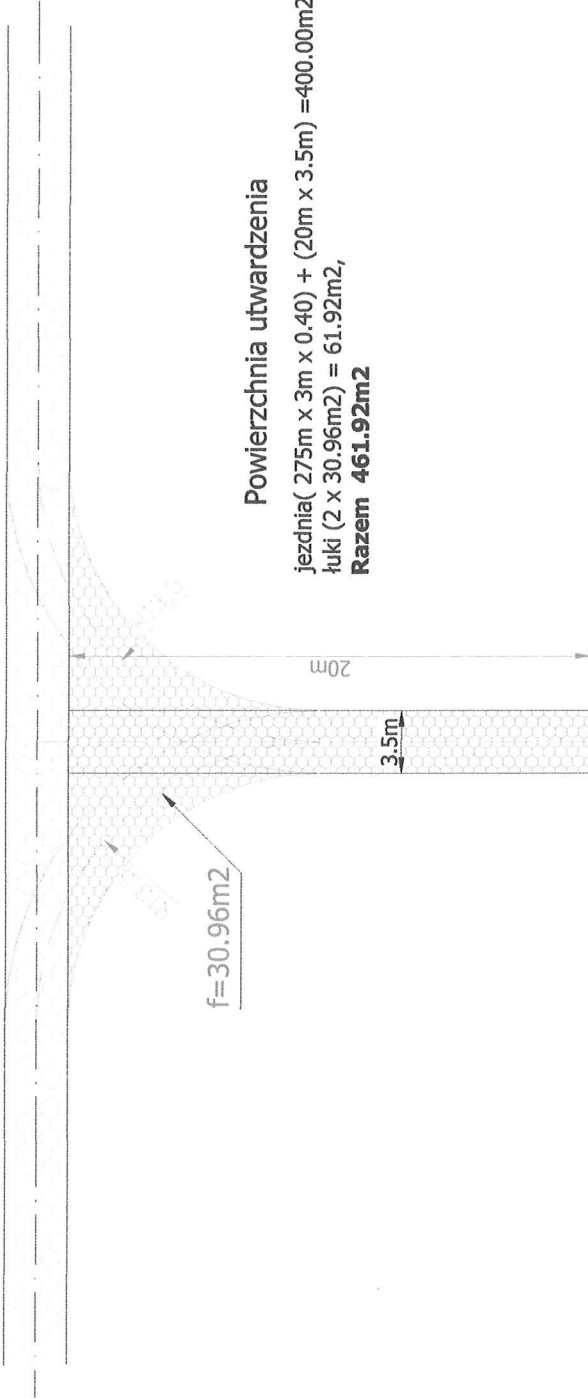 Powierzchnia utwardzenia
jezdnia( 275m x 3m x 0.40) + (20m x 3.5m) =400.00m2
łuki (2 x 30.96m2) = 61.92m2,
Razem 461.92m2
20m
3.5m
f=30.96m2